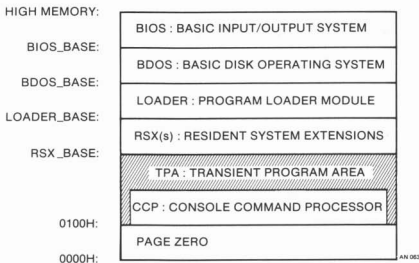 HIGH MEMORY:
BIOS : BASIC INPUT/OUTPUT SYSTEM
BIOS_BASE:
BDOS : BASIC DISK OPERATING SYSTEM
BDOS_BASE:
LOADER : PROGRAM LOADER MODULE
LOADER_BASE:
RSX(s) : RESIDENT SYSTEM EXTENSIONS
RSX_BASE:
TPA : TRANSIENT PROGRAM AREA
CCP : CONSOLE COMMAND PROCESSOR
0100H:
PAGE ZERO
0000H: